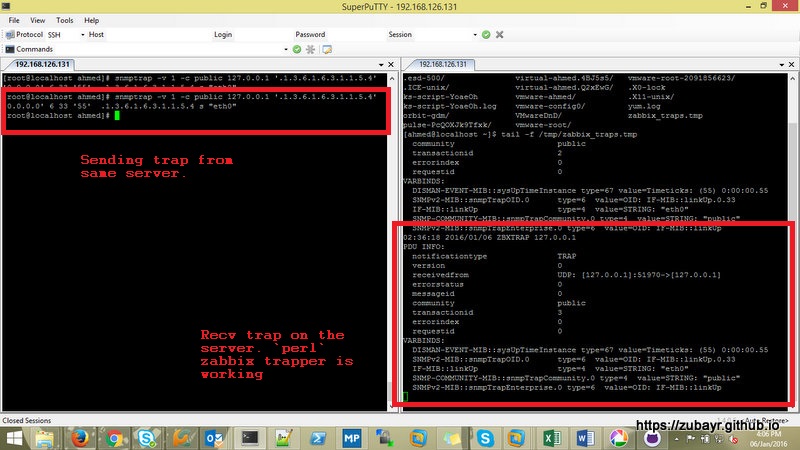 SuperPuTTY - 192.168.126.131
File View Tools Help
Protocol SSH Host Login Password Session
Commands
192.168.126.131
[root@localhost ahmed]# snmptrap -v 1 -c public 127.0.0.1 '.1.3.6.1.6.3.1.1.5.4'
root@localhost ahmed]# snmptrap -v 1 -c public 127.0.0.1 '.1.3.6.1.6.3.1.1.5.4'
0.0.0.0' 6 33 '55' .1.3.6.1.6.3.1.1.5.4 s "eth0"
root@localhost ahmed]#
Sending trap from
same server.
Recv trap on the
server. `perl`
zabbix trapper is
working
192.168.126.131
.esd-500/ virtual-ahmed.4BJ5s5/ vmware-root-2091856623/
.ICE-unix/ virtual-ahmed.Q2xEwG/ .X0-lock
ks-script-YoaeOh vmware-ahmed/ .X11-unix/
ks-script-YoaeOh.log vmware-config0/ yum.log
orbit-gdm/ VMwareDnD/ zabbix_traps.tmp
pulse-PcQOXJk9Tfxk/ vmware-root/
[ahmed@localhost ~]$ tail -f /tmp/zabbix_traps.tmp
community public
transactionid 2
errorindex 0
requestid 0
VARBINDS:
DISMAN-EVENT-MIB::sysUpTimeInstance type=67 value=Timeticks: (55) 0:00:00.55
SNMPv2-MIB::snmpTrapOID.0 type=6 value=OID: IF-MIB::linkUp.0.33
IF-MIB::linkUp type=4 value=STRING: "eth0"
SNMP-COMMUNITY-MIB::snmpTrapCommunity.0 type=4 value=STRING: "public"
SNMPv2-MIB::snmpTrapEnterprise.0 type=6 value=OID: IF-MIB::linkUp
02:36:18 2016/01/06 ZBXTRAP 127.0.0.1
PDU INFO:
notificationtype TRAP
version 0
receivedfrom UDP: [127.0.0.1]:51970->[127.0.0.1]
errorstatus 0
messageid 0
community public
transactionid 3
errorindex 0
requestid 0
VARBINDS:
DISMAN-EVENT-MIB::sysUpTimeInstance type=67 value=Timeticks: (55) 0:00:00.55
SNMPv2-MIB::snmpTrapOID.0 type=6 value=OID: IF-MIB::linkUp.0.33
IF-MIB::linkUp type=4 value=STRING: "eth0"
SNMP-COMMUNITY-MIB::snmpTrapCommunity.0 type=4 value=STRING: "public"
SNMPv2-MIB::snmpTrapEnterprise.0 type=6 value=OID: IF-MIB::linkUp
Closed Sessions
<Auto Restore>
https://zubayr.github.io
4:06 PM
06/Jan/2016